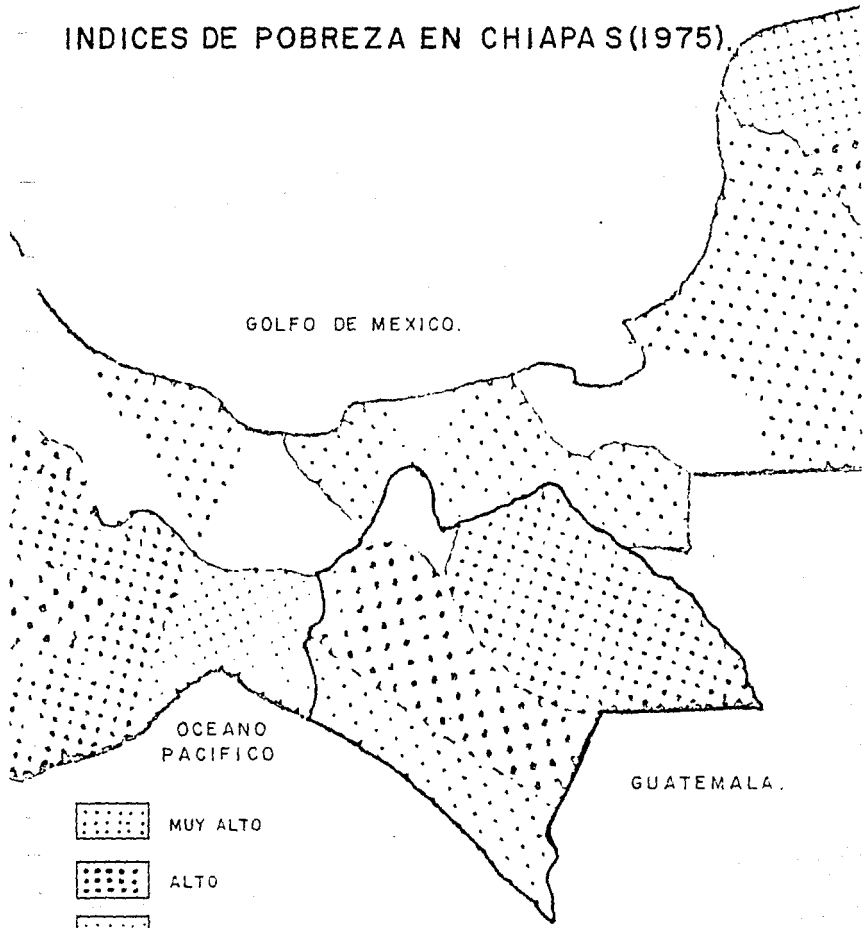 INDICES DE POBREZA EN CHIAPAS (1975).
GOLFO DE MEXICO.
OCEANO
PACIFICO
GUATEMALA.
MUY ALTO
ALTO